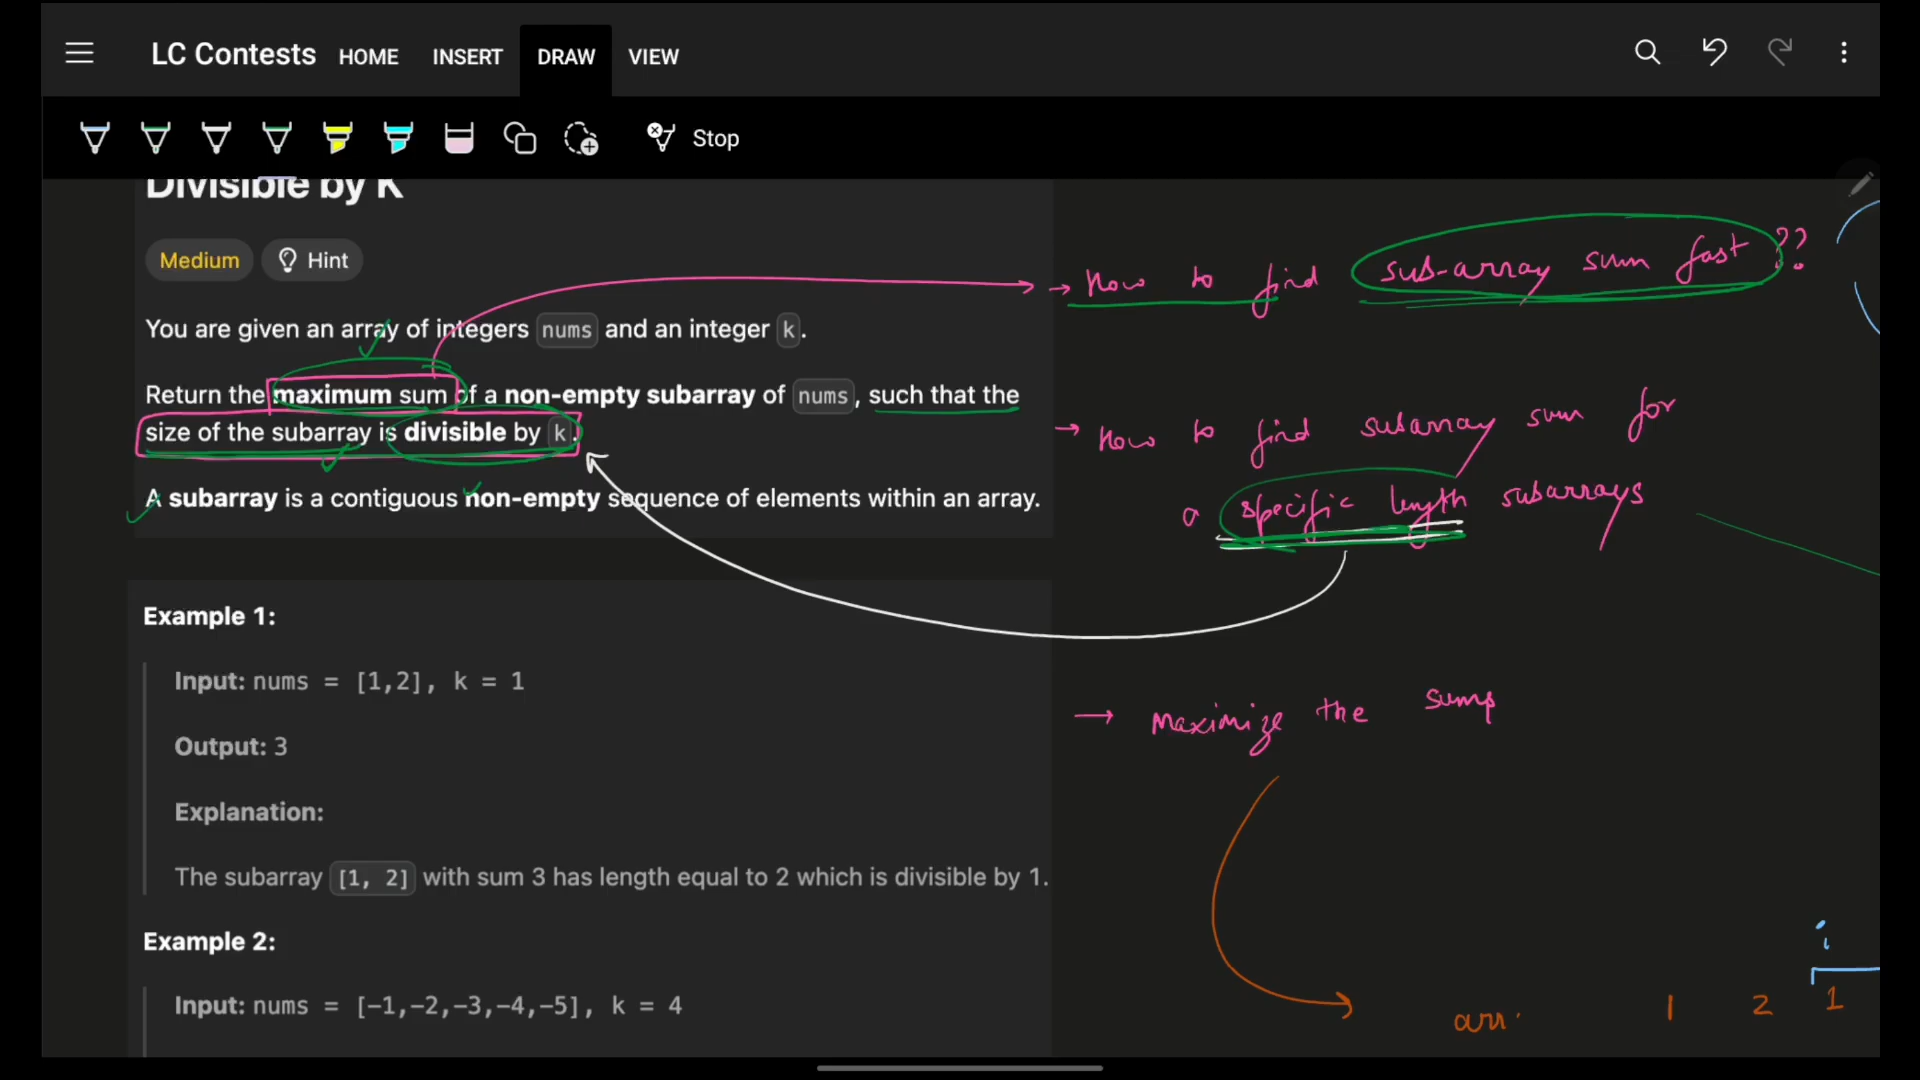 LC Contests HOME INSERT DRAW VIEW
Stop
Divisible by K
Medium Hint
You are given an array of integers nums and an integer k.
Return the maximum sum of a non-empty subarray of nums, such that the
size of the subarray is divisible by k.
A subarray is a contiguous non-empty sequence of elements within an array.
Example 1:
Input: nums = [1,2], k = 1
Output: 3
Explanation:
The subarray [1, 2] with sum 3 has length equal to 2 which is divisible by 1.
Example 2:
Input: nums = [-1,-2,-3,-4,-5], k = 4
→ How to find sub-array sum fast ??
→ How to find subarray sum for
a specific length subarrays
→ Maximize the sum
i
arr. 1 2 1